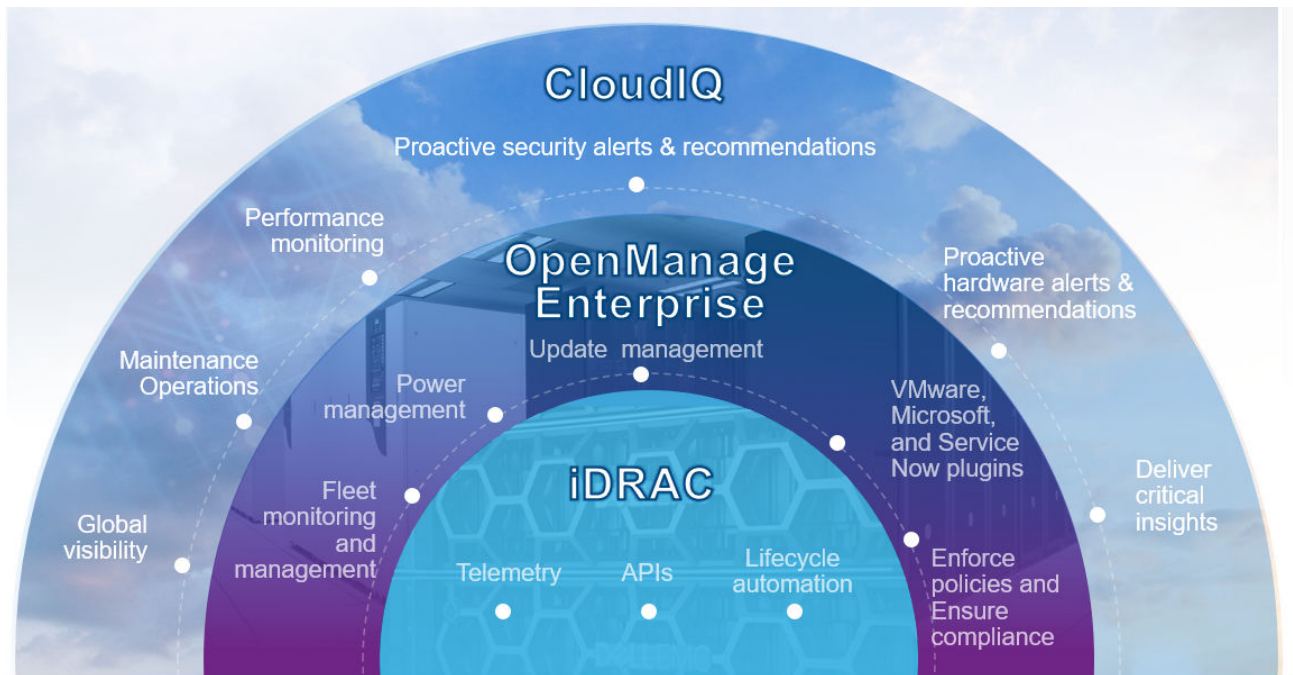 CloudIQ
Proactive security alerts & recommendations
Performance
monitoring
Maintenance
Operations
Global
visibility
Proactive
hardware alerts &
recommendations
Deliver
critical
insights
OpenManage
Enterprise
Update management
Power
management
Fleet
monitoring
and
management
VMware,
Microsoft,
and Service
Now plugins
Enforce
policies and
Ensure
compliance
iDRAC
Telemetry
APIs
Lifecycle
automation